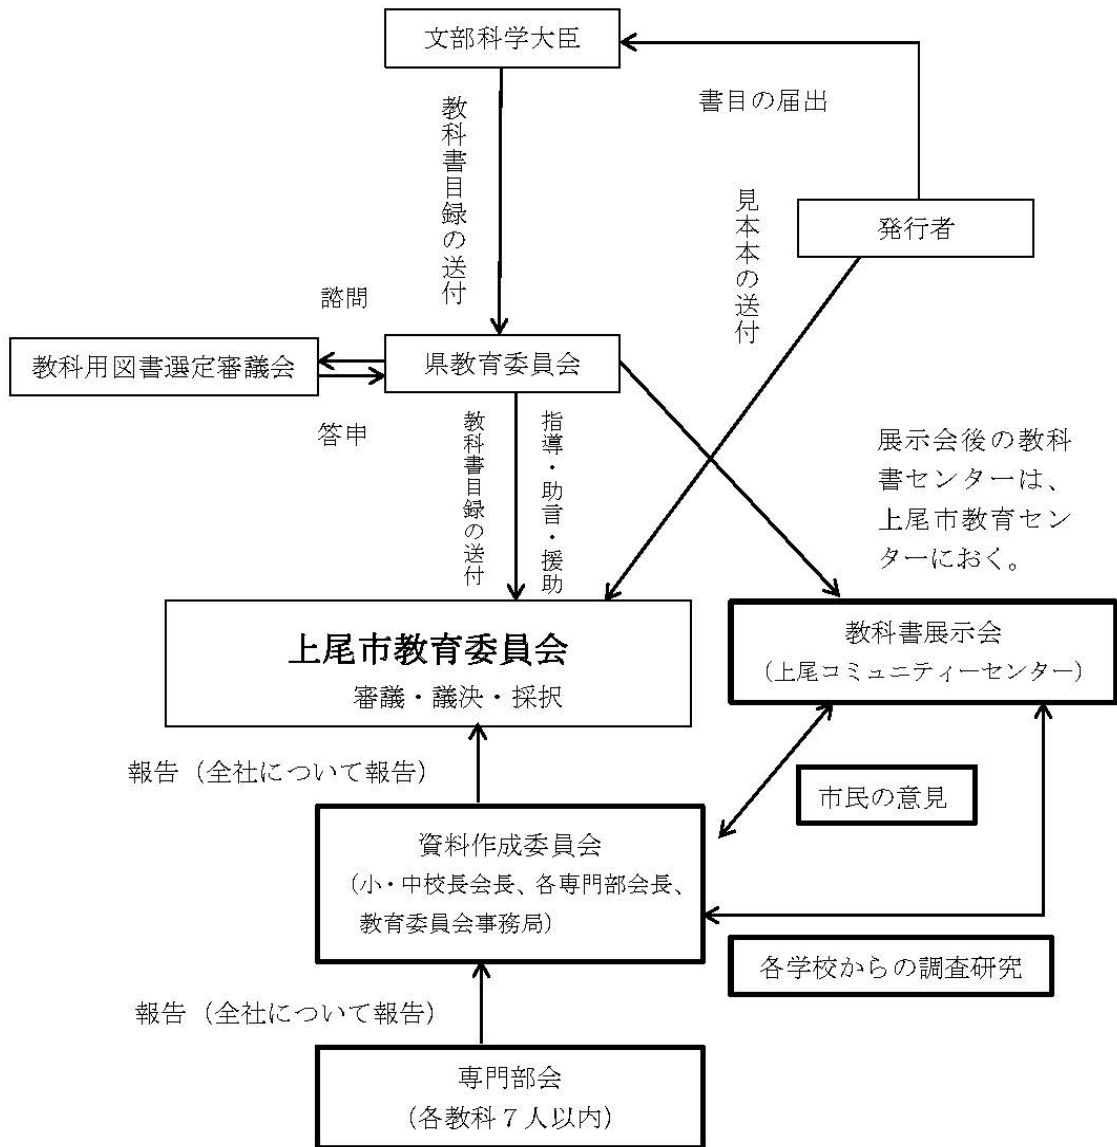 文部科学大臣
書目の届出
教科書目録の送付
見本本の送付
発行者
諮問
教科用図書選定審議会
県教育委員会
答申
教科書目録の送付
指導・助言・援助
展示会後の教科
書センターは、
上尾市教育セン
ターにおく。
上尾市教育委員会
審議・議決・採択
教科書展示会
（上尾コミュニティーセンター）
報告（全社について報告）
市民の意見
資料作成委員会
（小・中校長会長、各専門部会長、
教育委員会事務局）
各学校からの調査研究
報告（全社について報告）
専門部会
（各教科７人以内）